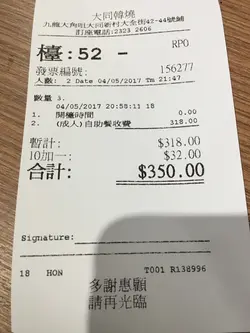 大同韓燒
九龍大角咀大同新村大全街42-44號舖
訂座電話:2323 2606
檯:52 - RP0
發票編號: 156277
人數: 2 Date 04/05/2017 Tm 21:47
數量 3.
04/05/2017 20:58:11 18
1. 開檯時間 0.00
2. (成人)自助餐收費 318.00
暫計: $318.00
10加一: $32.00
合計: $350.00
Signature:
18 HON T001 R138996
多謝惠顧
請再光臨